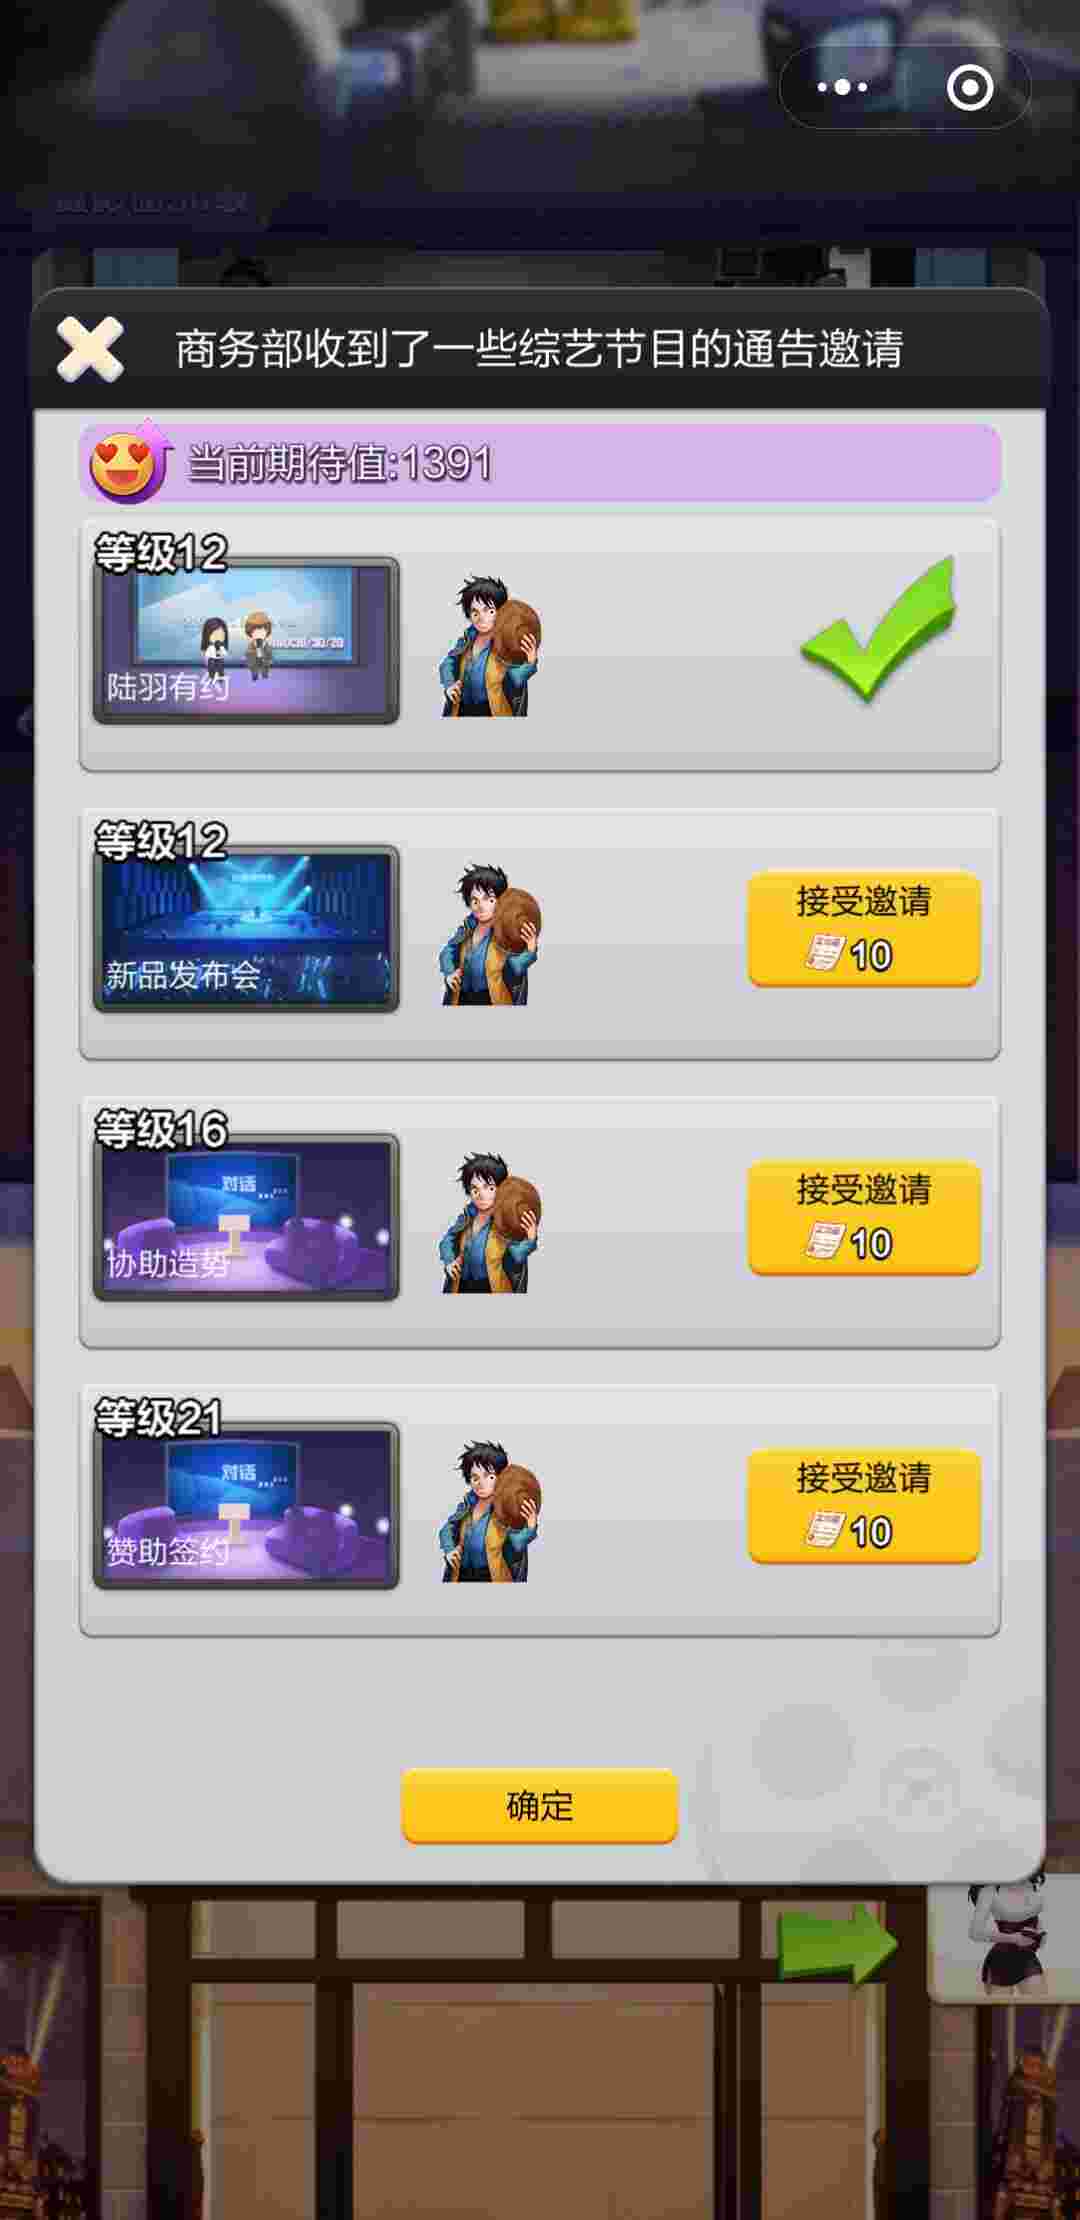 商务部收到了一些综艺节目的通告邀请
当前期待值:1391
等级12
陆羽有约
等级12
新品发布会
接受邀请
10
等级16
对话
协助造势
接受邀请
10
等级21
对话
赞助签约
接受邀请
10
确定